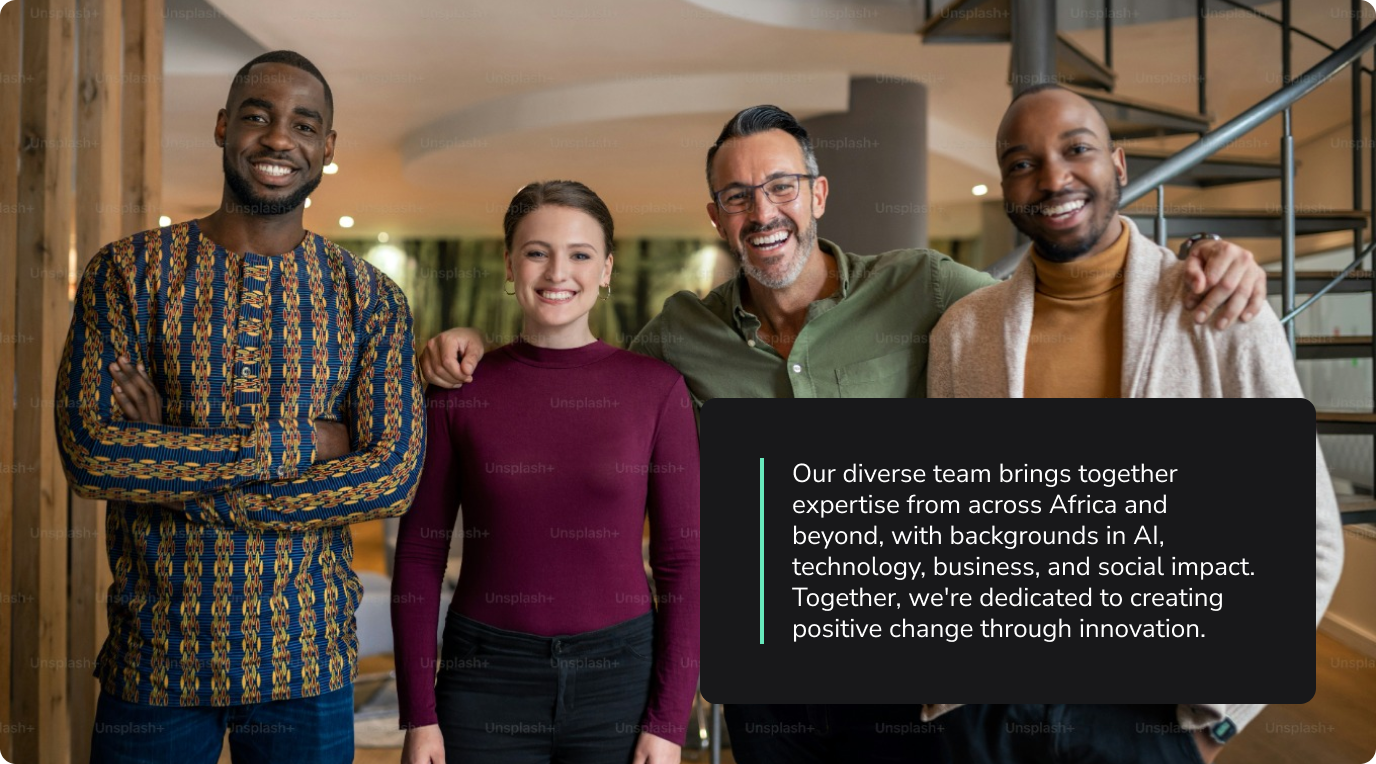 Our diverse team brings together
expertise from across Africa and
beyond, with backgrounds in AI,
technology, business, and social impact.
Together, we're dedicated to creating
positive change through innovation.
Unsplash+